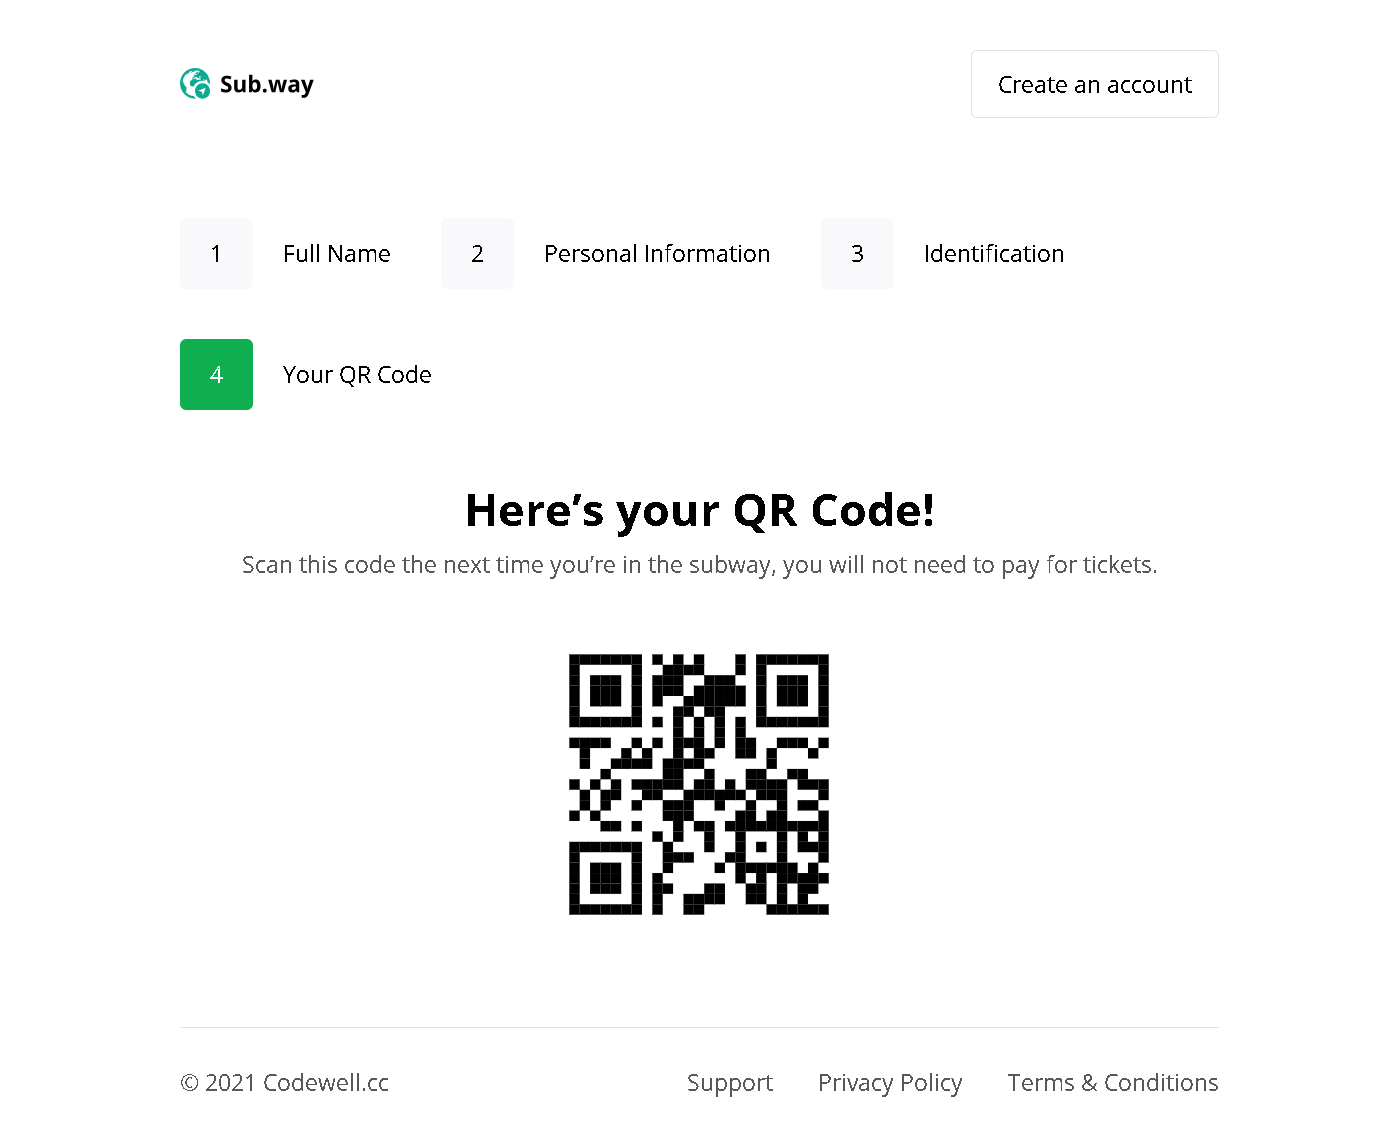 Sub.way
Create an account
1 Full Name 2 Personal Information 3 Identification
4 Your QR Code
Here’s your QR Code!
Scan this code the next time you’re in the subway, you will not need to pay for tickets.
© 2021 Codewell.cc Support Privacy Policy Terms & Conditions